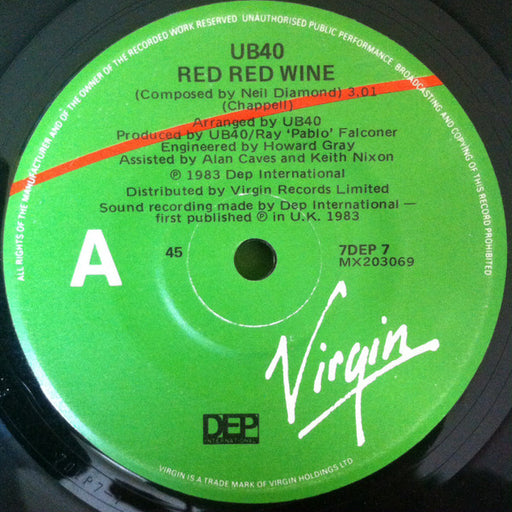 ALL RIGHTS OF THE MANUFACTURER AND OF THE OWNER OF THE RECORDED WORK RESERVED UNAUTHORISED PUBLIC PERFORMANCE, BROADCASTING AND COPYING OF THIS RECORD PROHIBITED
UB40
RED RED WINE
(Composed by Neil Diamond) 3.01
(Chappell)
Arranged by UB40
Produced by UB40/Ray 'Pablo' Falconer
Engineered by Howard Gray
Assisted by Alan Caves and Keith Nixon
℗ 1983 Dep International
Distributed by Virgin Records Limited
Sound recording made by Dep International —
first published ℗ in U.K. 1983
A
45
7DEP 7
MX203069
Virgin
DEP
INTERNATIONAL
VIRGIN IS A TRADE MARK OF VIRGIN HOLDINGS LTD